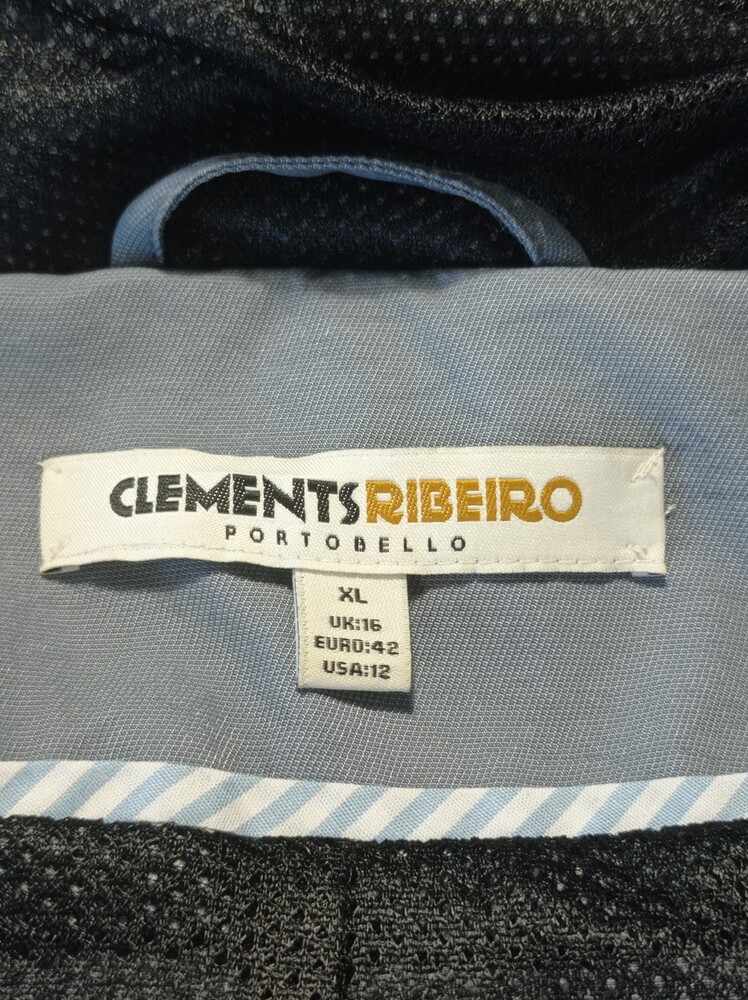 CLEMENTSRIBEIRO
PORTOBELLO
XL
UK:16
EURO:42
USA:12